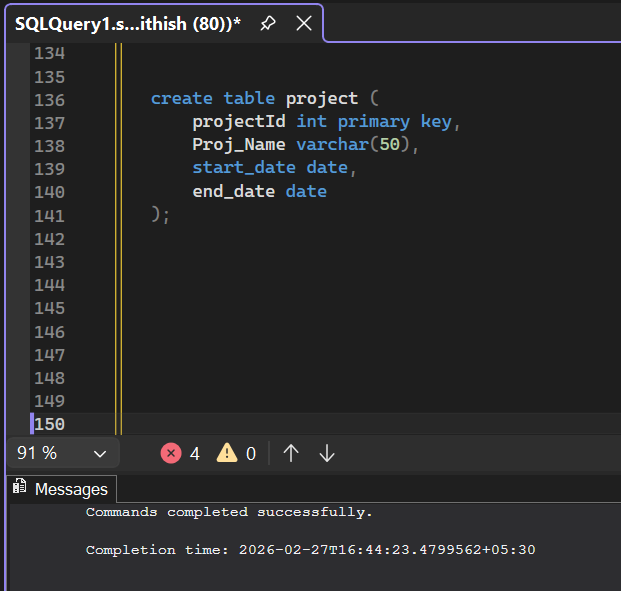 SQLQuery1.s...ithish (80))*
134
135
136 create table project (
137 projectId int primary key,
138 Proj_Name varchar(50),
139 start_date date,
140 end_date date
141 );
142
143
144
145
146
147
148
149
150
91 % 4 0
Messages
Commands completed successfully.
Completion time: 2026-02-27T16:44:23.4799562+05:30